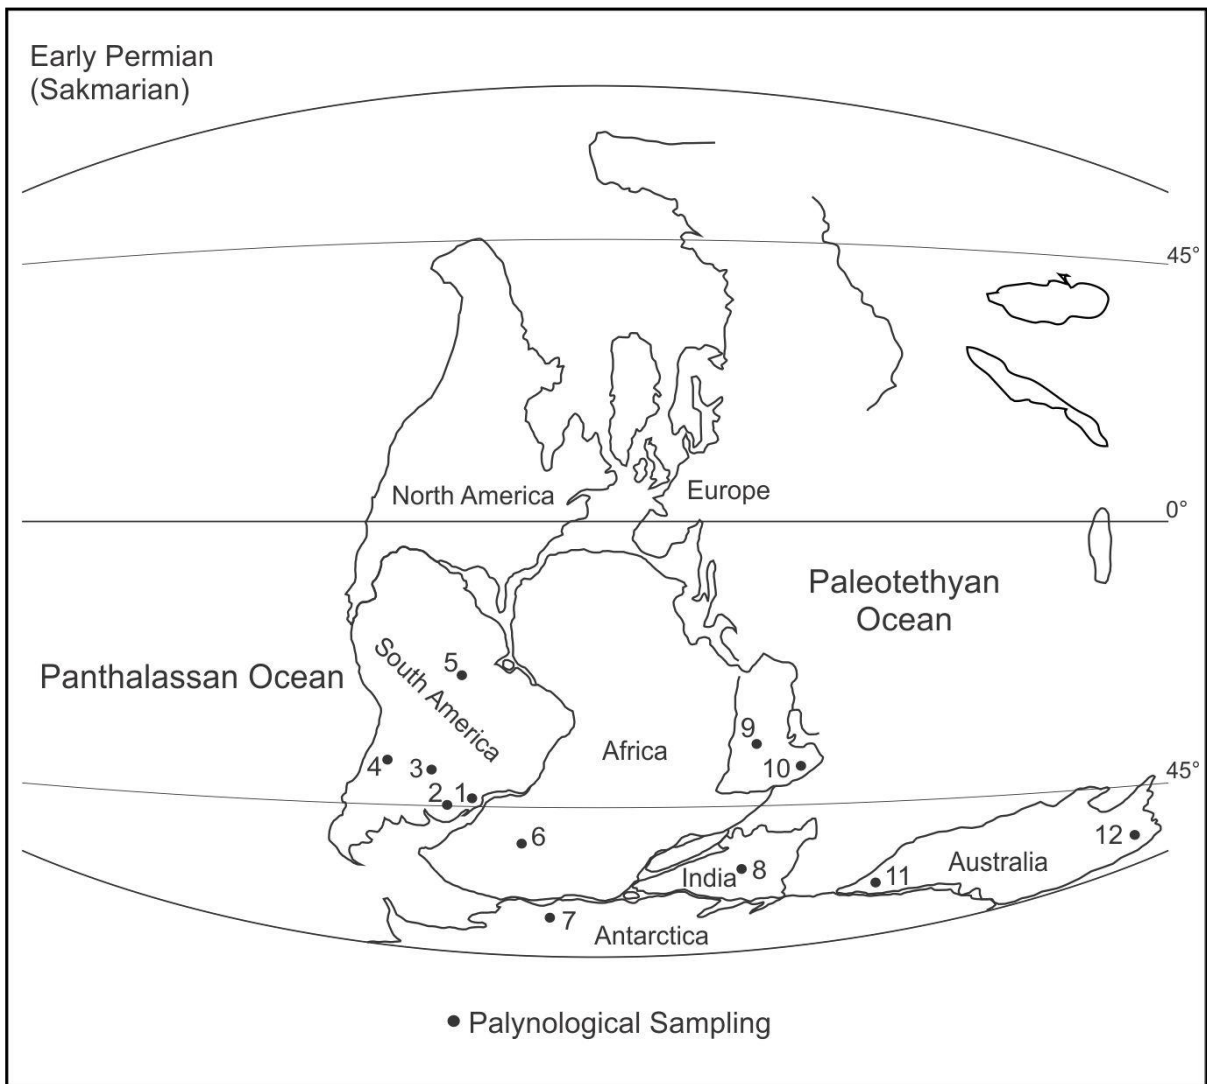 Early Permian
(Sakmarian)
45°
North America
Europe
0°
Paleotethyan
Ocean
Panthalassan Ocean
5
South America
Africa
9
10
4
3
2
1
45°
6
12
India
8
11
Australia
7
Antarctica
Palynological Sampling